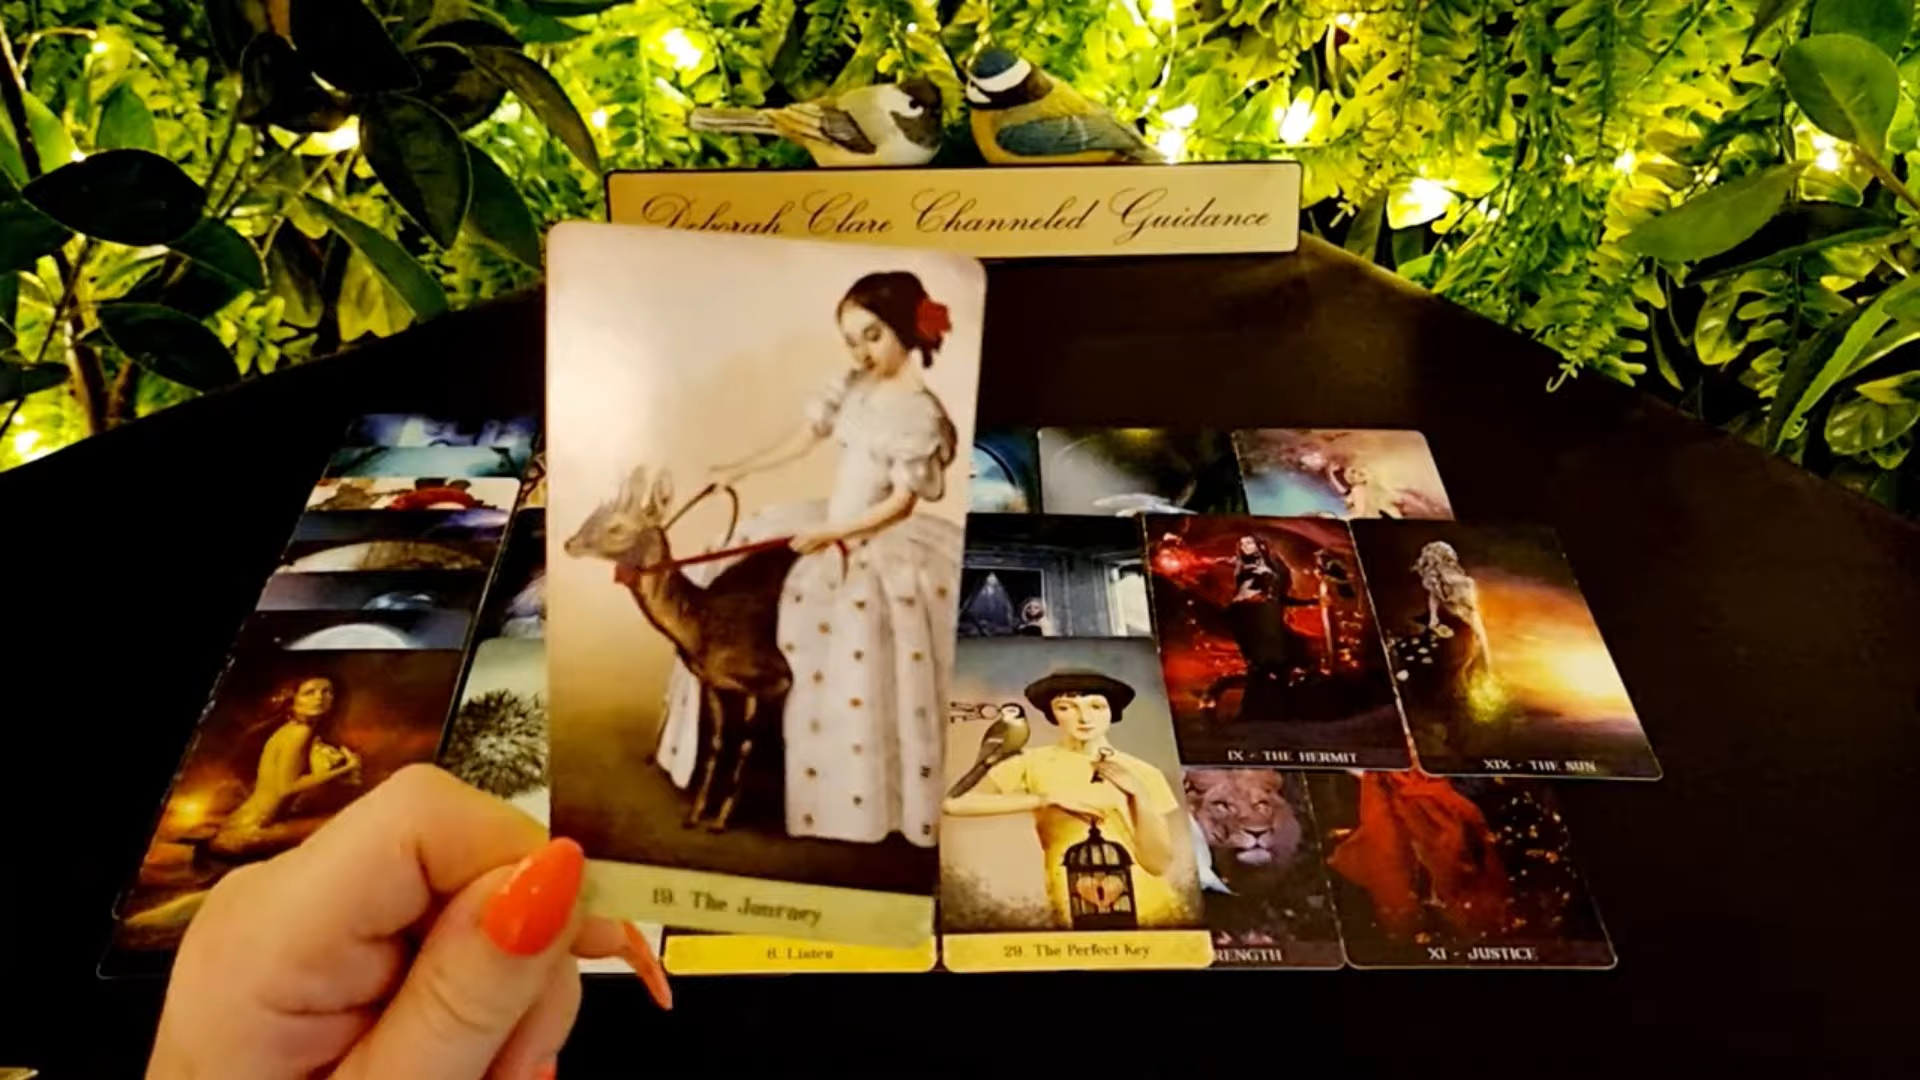 Deborah Clare Channeled Guidance
19. The Journey
IX - THE HERMIT
XIX - THE SUN
6. Listen
29. The Perfect Key
RENGTH
XI - JUSTICE